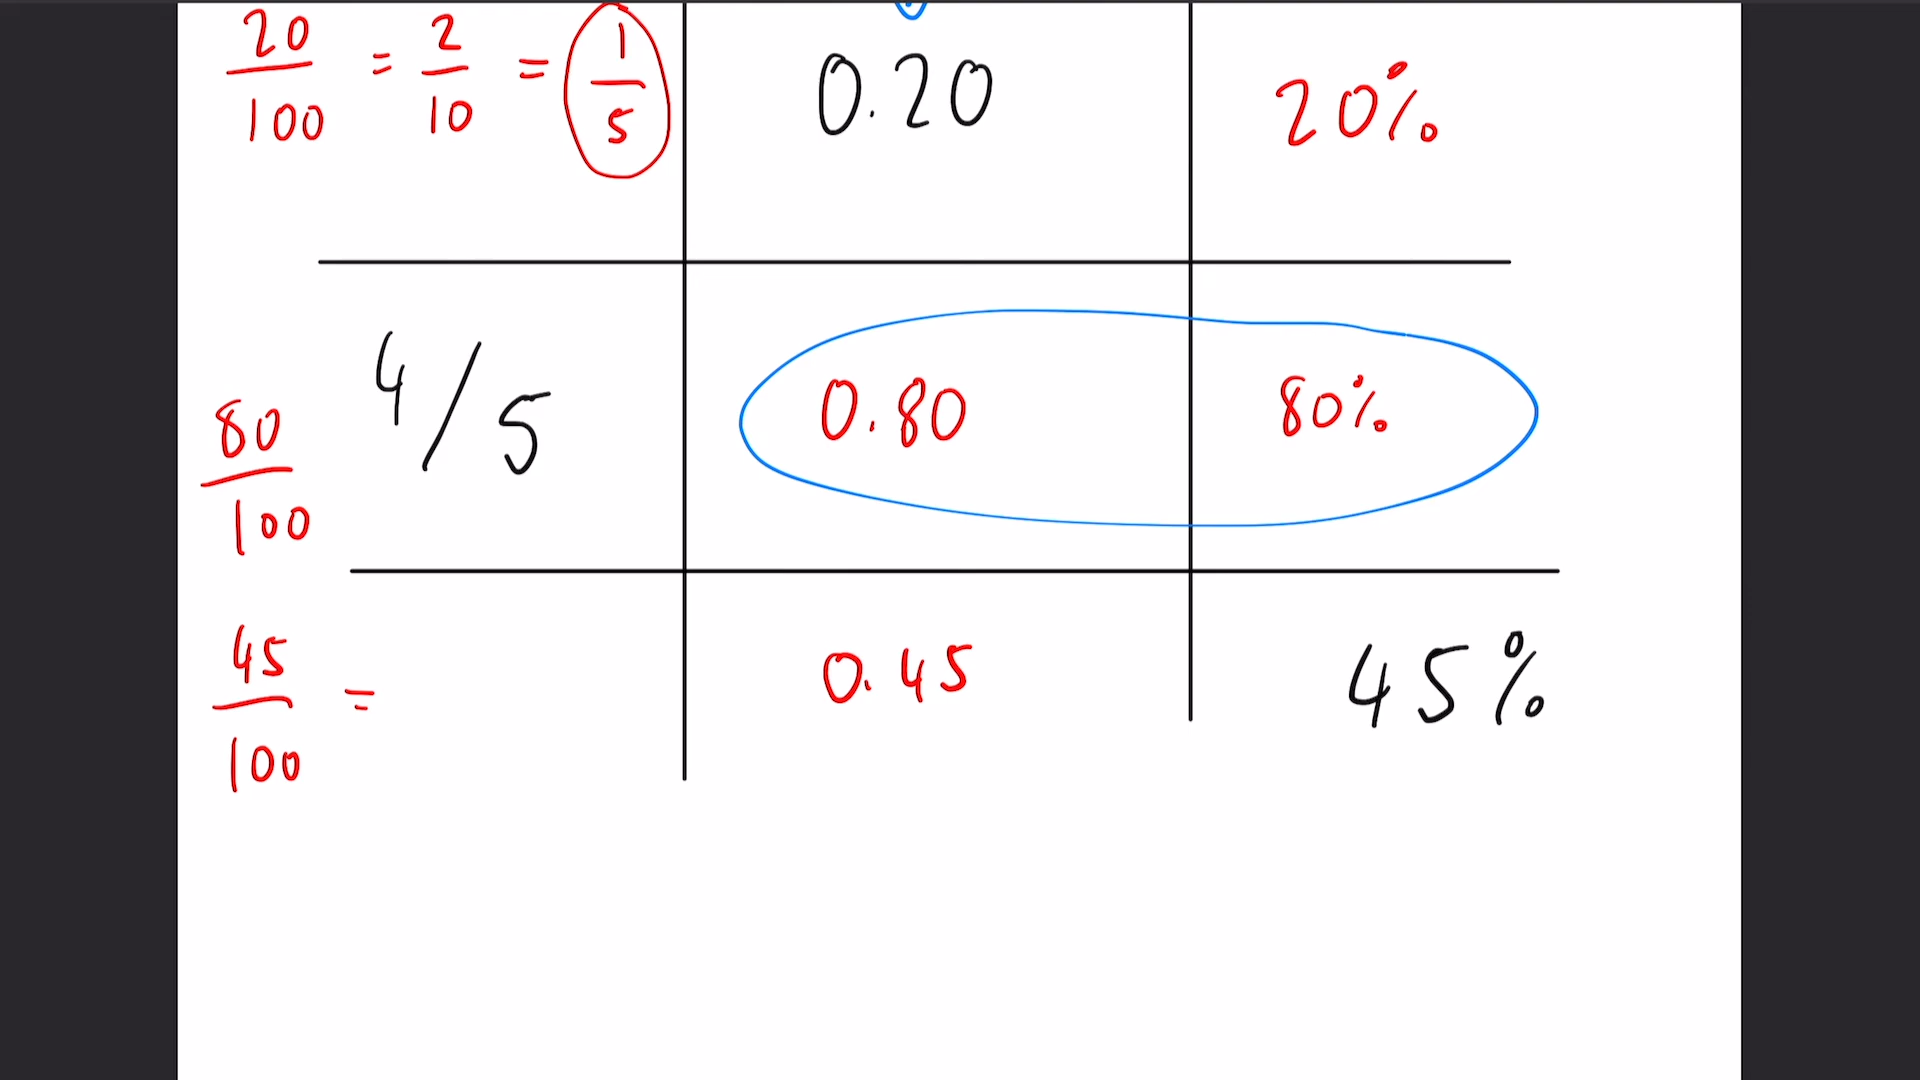 20/100 = 2/10 = 1/5 0.20 20%
4/5 0.80 80%
80/100
45/100 = 0.45 45%